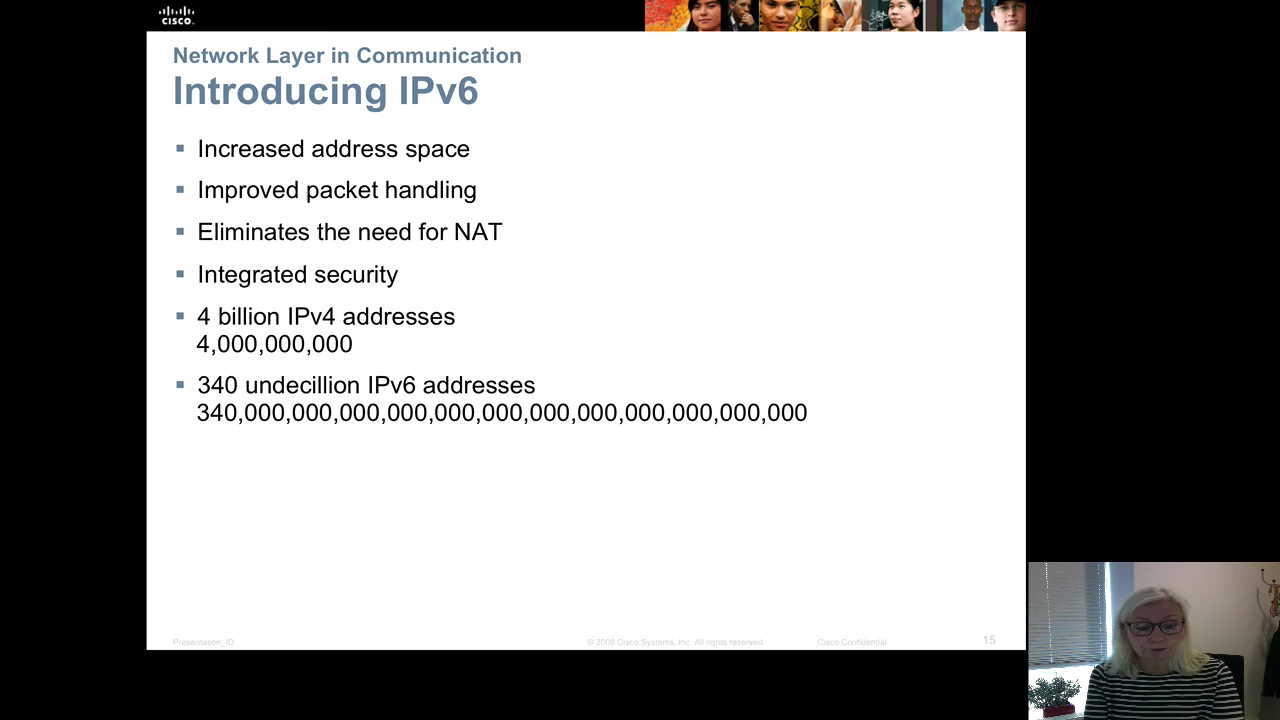 CISCO
Network Layer in Communication
Introducing IPv6
Increased address space
Improved packet handling
Eliminates the need for NAT
Integrated security
4 billion IPv4 addresses
4,000,000,000
340 undecillion IPv6 addresses
340,000,000,000,000,000,000,000,000,000,000,000,000
Presentation_ID
© 2008 Cisco Systems, Inc. All rights reserved.
Cisco Confidential
15